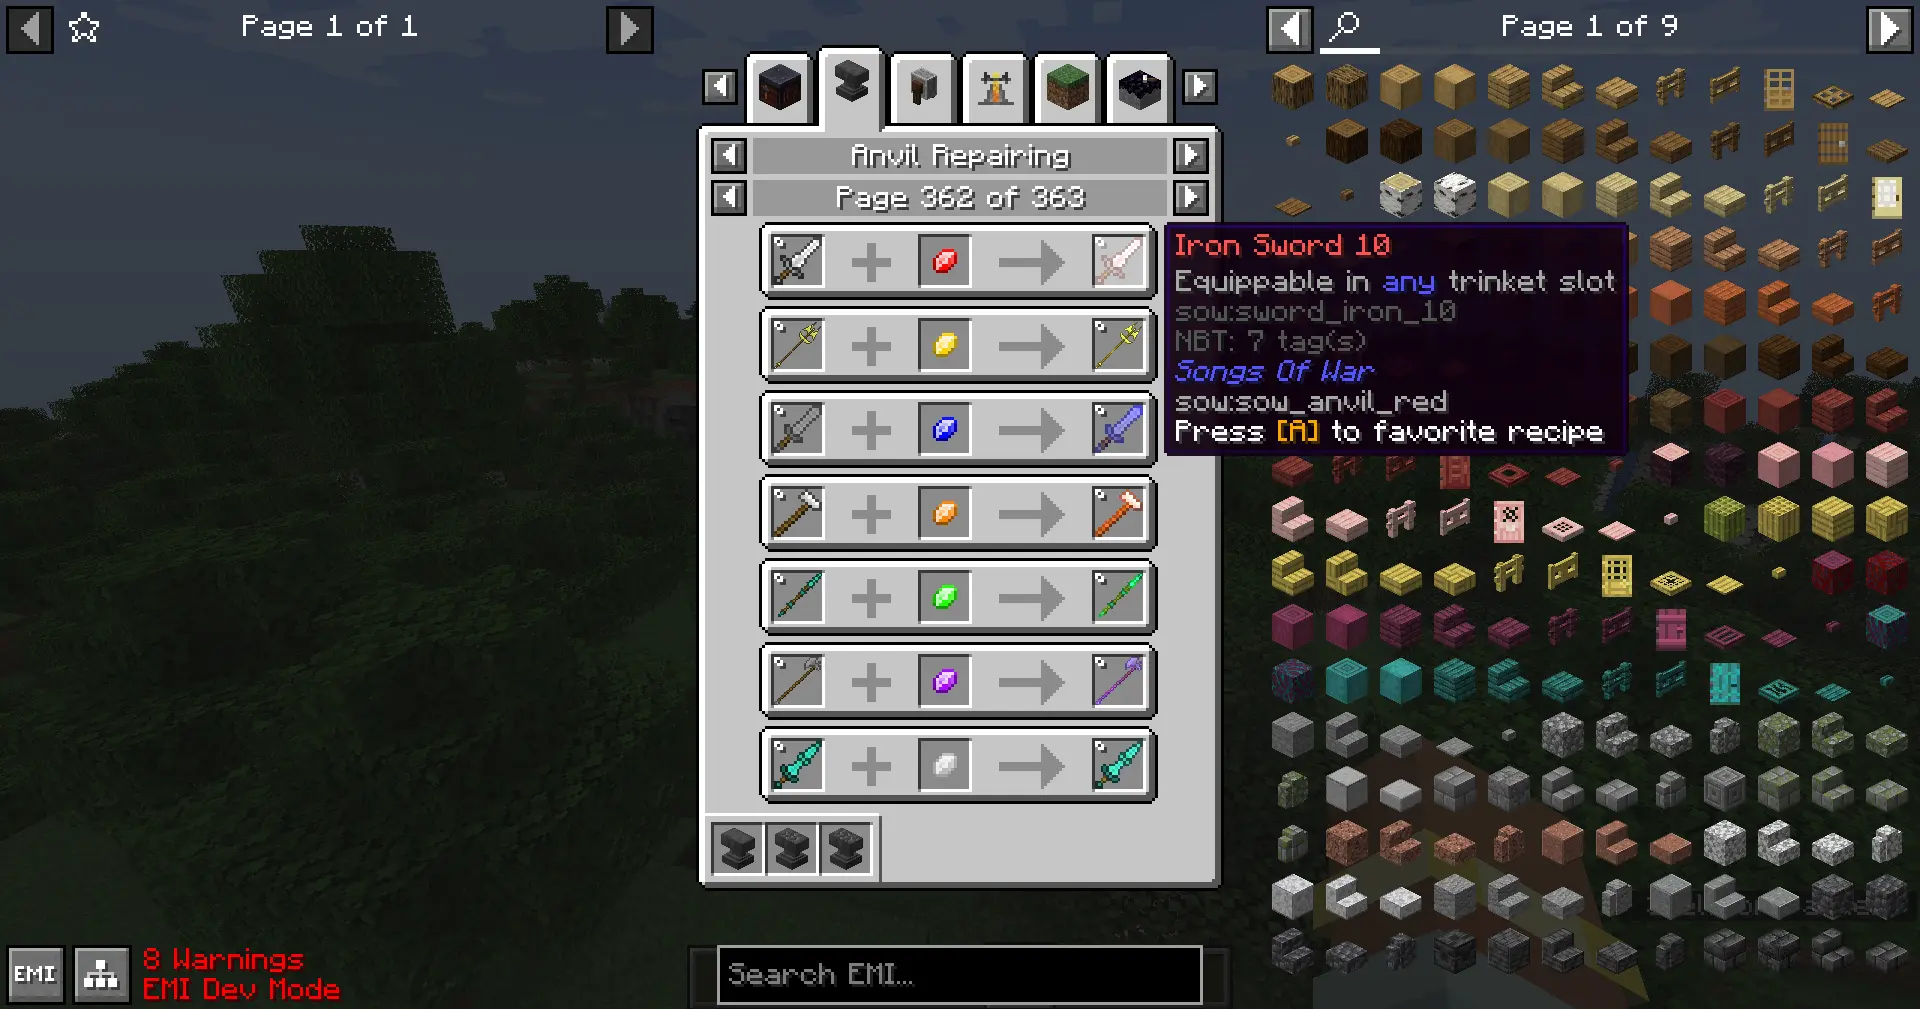 Page 1 of 1
Page 1 of 9
Anvil Repairing
Page 362 of 363
Iron Sword 10
Equippable in any trinket slot
sow:sword_iron_10
NBT: 7 tag(s)
Songs Of War
sow:sow_anvil_red
Press [A] to favorite recipe
EMI
8 Warnings
EMI Dev Mode
Search EMI...